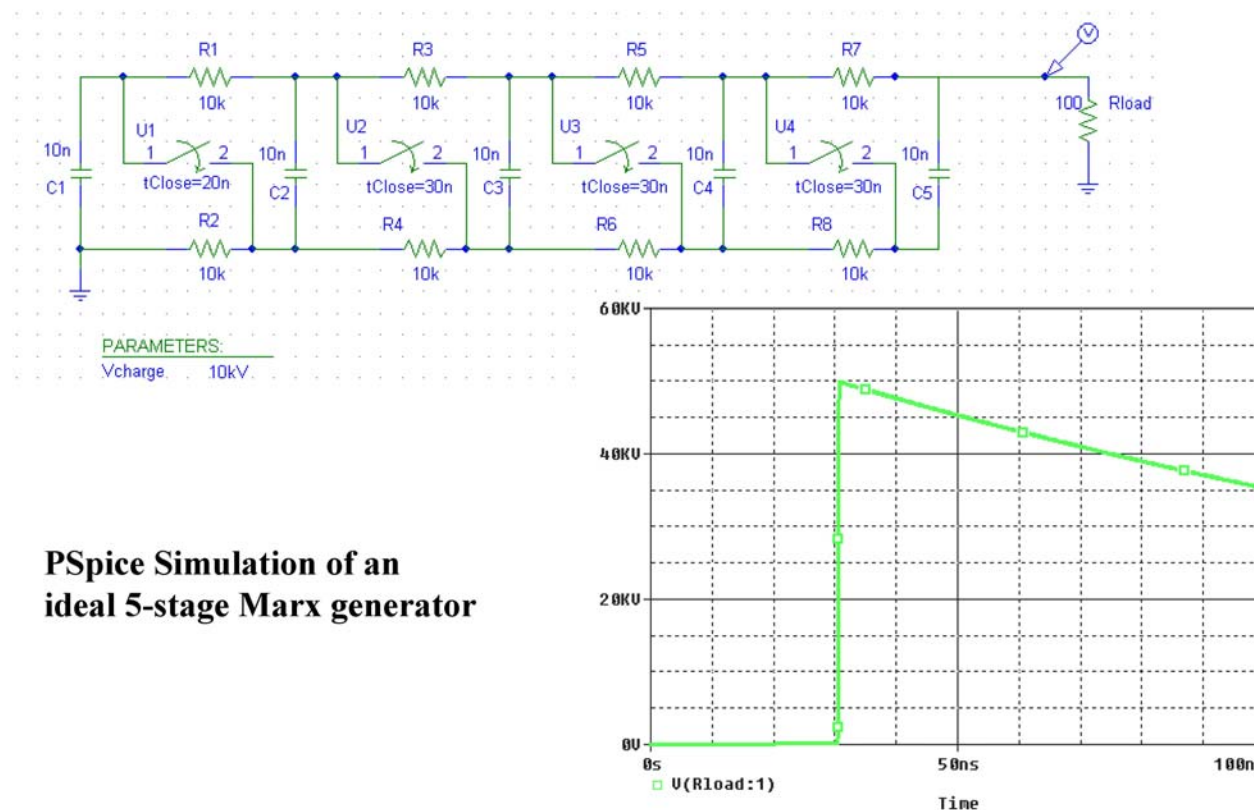 R1 R3 R5 R7
10k 10k 10k 10k
V
100 Rload
U1 U2 U3 U4
10n 1 2 10n 1 2 10n 1 2 10n 1 2 10n
C1 tClose=20n C2 tClose=30n C3 tClose=30n C4 tClose=30n C5
R2 R4 R6 R8
10k 10k 10k 10k
PARAMETERS:
Vcharge 10kV
60KV
40KV
20KV
0V
0s 50ns 100n
V(Rload:1)
Time
PSpice Simulation of an
ideal 5-stage Marx generator